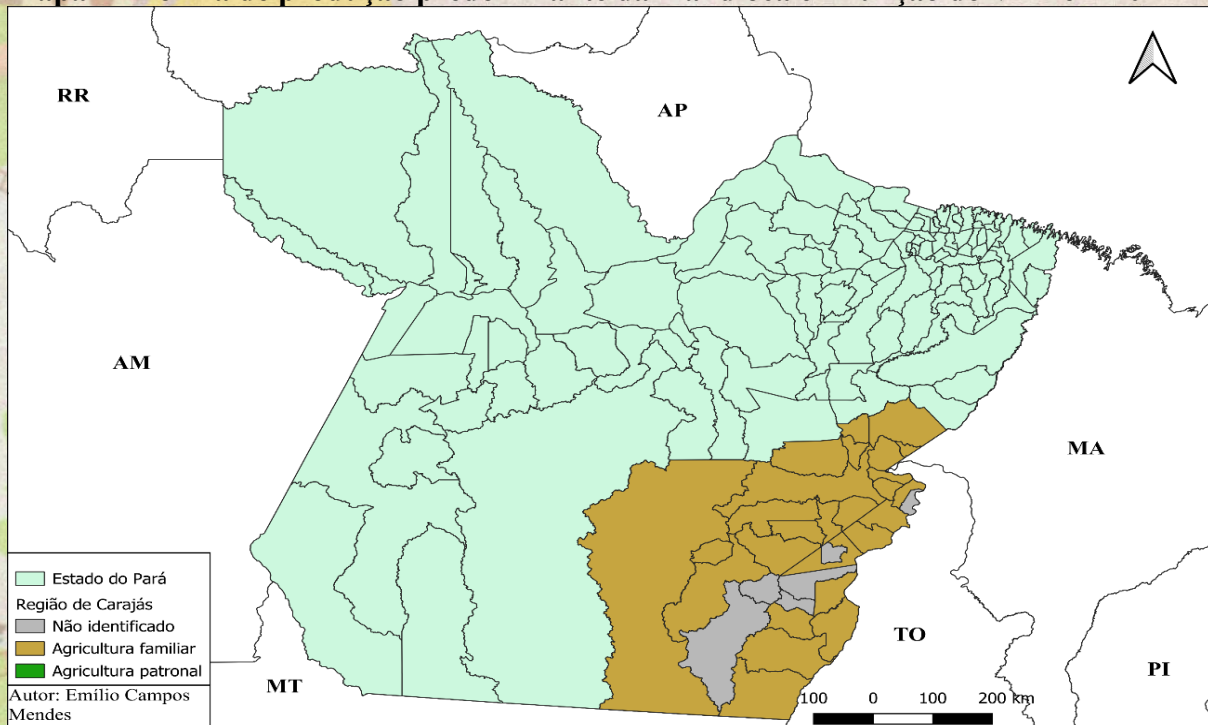 RR
AP
AM
MA
TO
PI
MT
Estado do Pará
Região de Carajás
Não identificado
Agricultura familiar
Agricultura patronal
Autor: Emílio Campos
Mendes
100 0 100 200 km